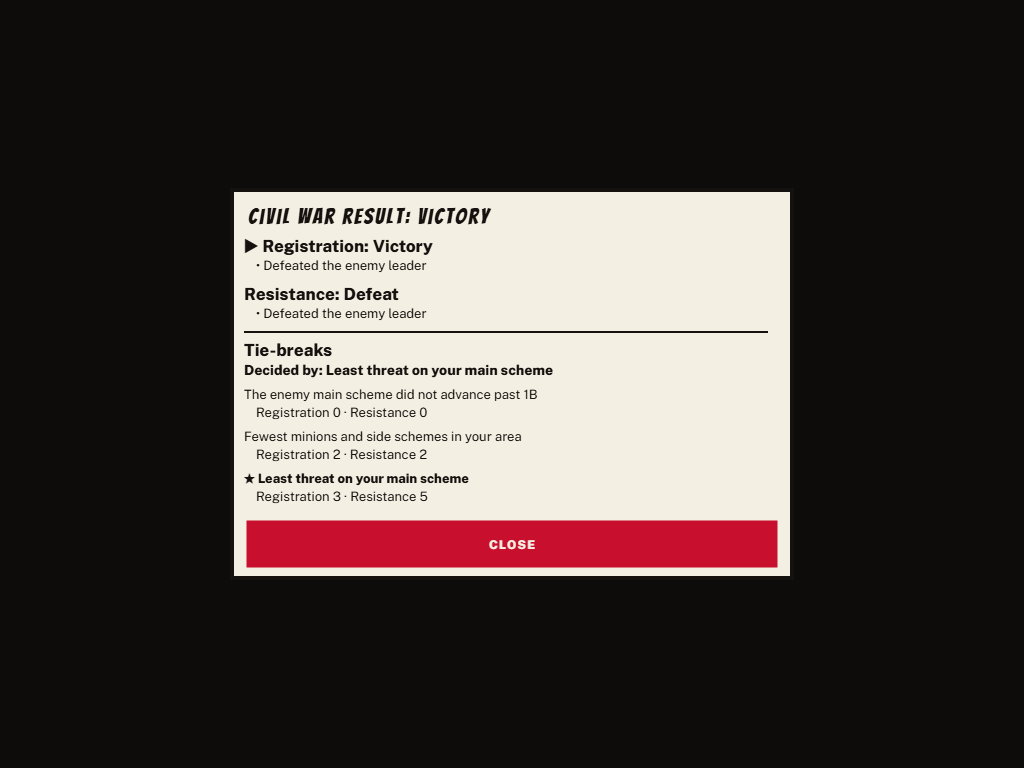 CIVIL WAR RESULT: VICTORY
▶ Registration: Victory
• Defeated the enemy leader
Resistance: Defeat
• Defeated the enemy leader
Tie-breaks
Decided by: Least threat on your main scheme
The enemy main scheme did not advance past 1B
Registration 0 · Resistance 0
Fewest minions and side schemes in your area
Registration 2 · Resistance 2
★ Least threat on your main scheme
Registration 3 · Resistance 5
CLOSE